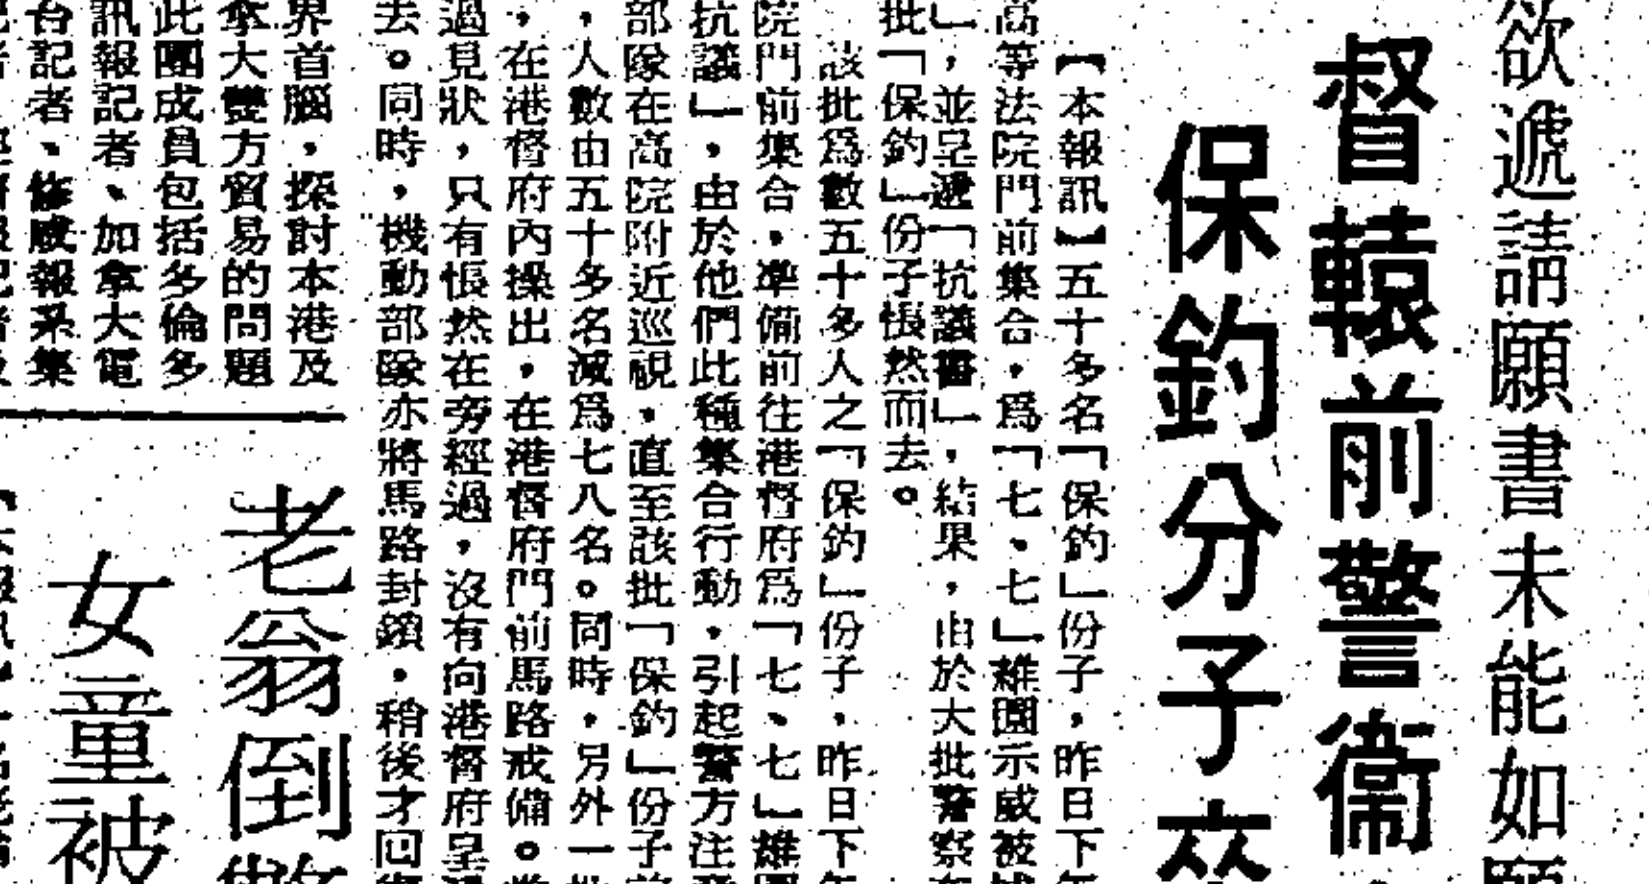 欲遞請願書未能如願
督轅前警衛
保釣分子
【本報訊】五十多名「保釣」份子，昨日下午
高等法院門前集合，爲「七、七」維園示威被捕
」，並呈遞「抗議書」，結果，由於大批警察在
批「保釣」份子悵然而去。
該批爲數五十多人之「保釣」份子，昨日下午
院門前集合，準備前往港督府爲「七、七」維園
抗議」，由於他們此種集合行動，引起警方注意
部隊在高院附近巡視，直至該批「保釣」份子
，人數由五十多名減爲七八名。同時，另外一批
，在港督府內操出，在港督府門前馬路戒備。
過見狀，只有悵然在旁經過，沒有向港督府呈遞
去。同時，機動部隊亦將馬路封鎖，稍後才回
界首腦，探討本港及
拿大雙方貿易的問題
此團成員包括多倫多
訊報記者、加拿大電
台記者、修咸報系集
老翁倒
女童被